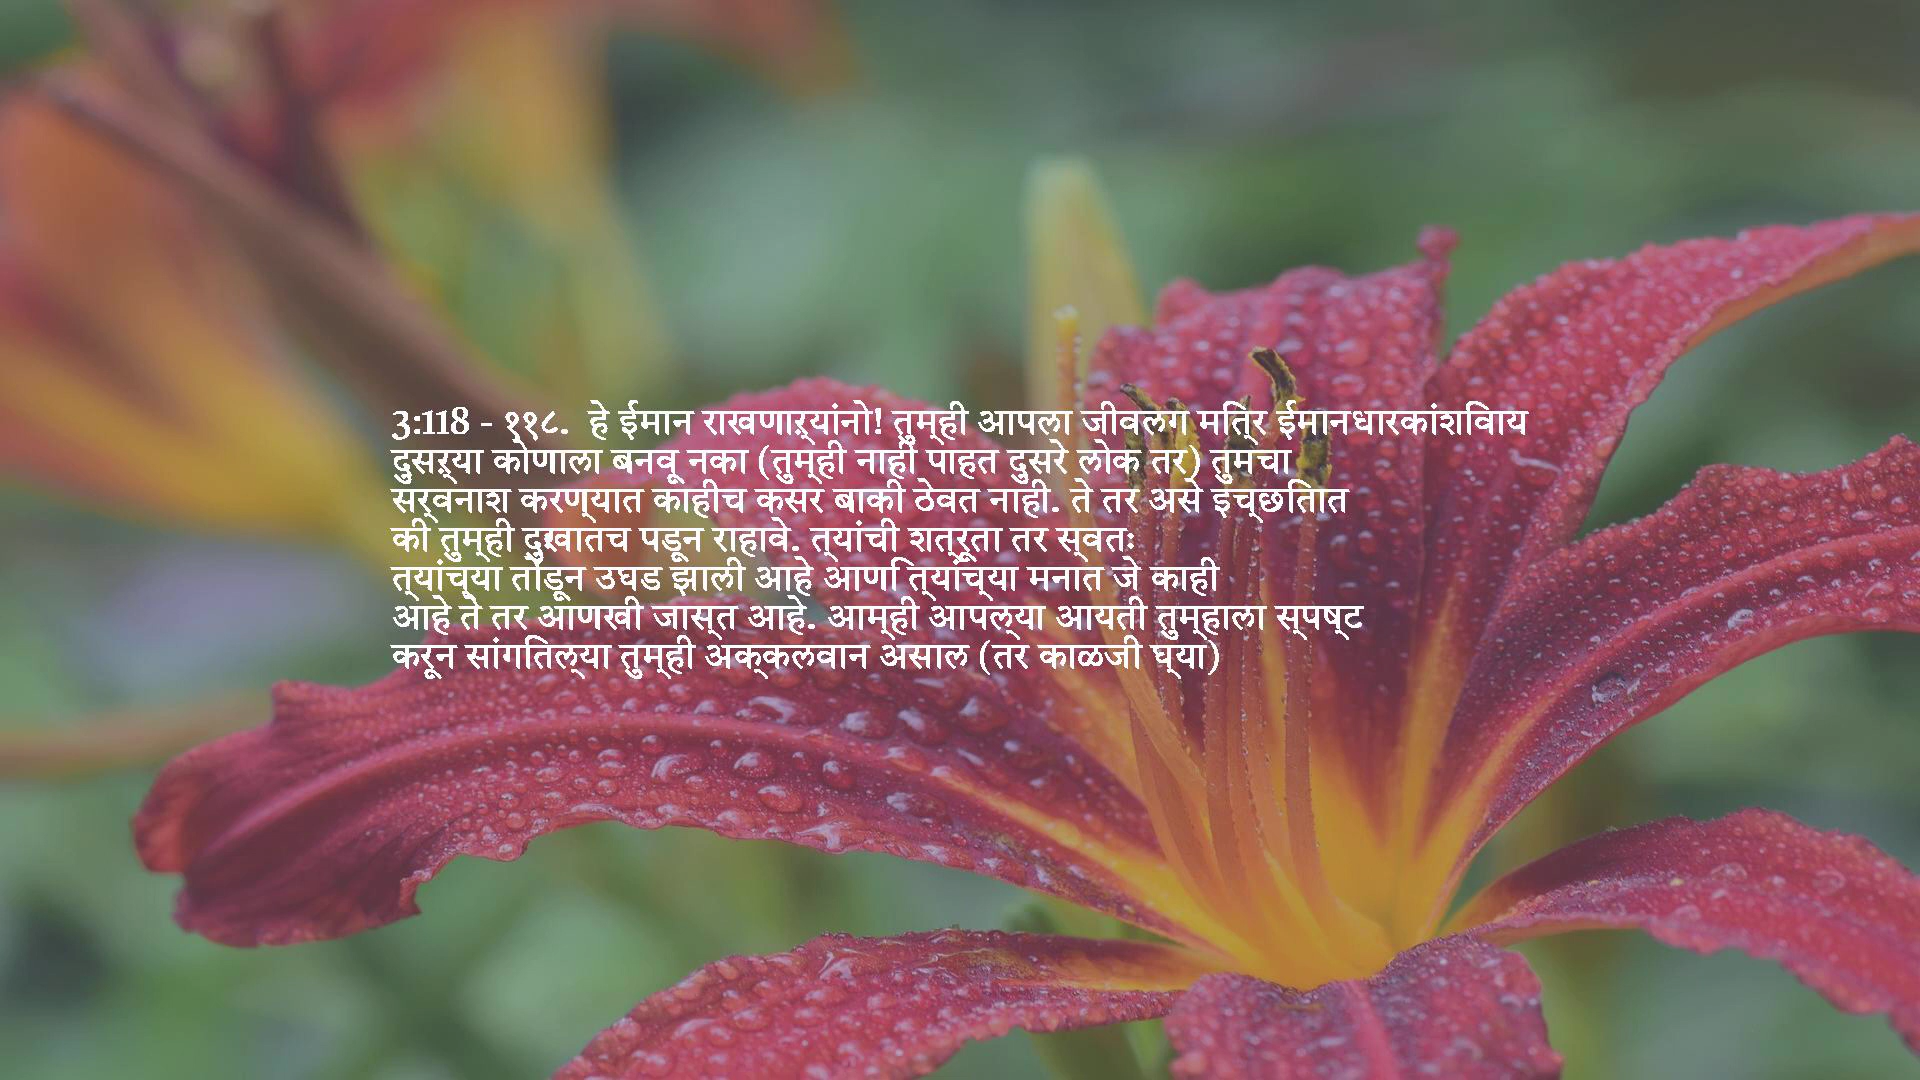 3:118 - ११८.  हे ईमान राखणाऱ्यांनो! तुम्ही आपला जीवलग मित्र ईमानधारकांशिवाय
दुसऱ्या कोणाला बनवू नका (तुम्ही नाही पाहत दुसरे लोक तर) तुमचा
सर्वनाश करण्यात काहीच कसर बाकी ठेवत नाही. ते तर असे इच्छितात
की तुम्ही दुःखातच पडून राहावे. त्यांची शत्रूता तर स्वतः
त्यांच्या तोंडून उघड झाली आहे आणि त्यांच्या मनात जे काही
आहे ते तर आणखी जास्त आहे. आम्ही आपल्या आयती तुम्हाला स्पष्ट
करून सांगितल्या तुम्ही अक्कलवान असाल (तर काळजी घ्या)